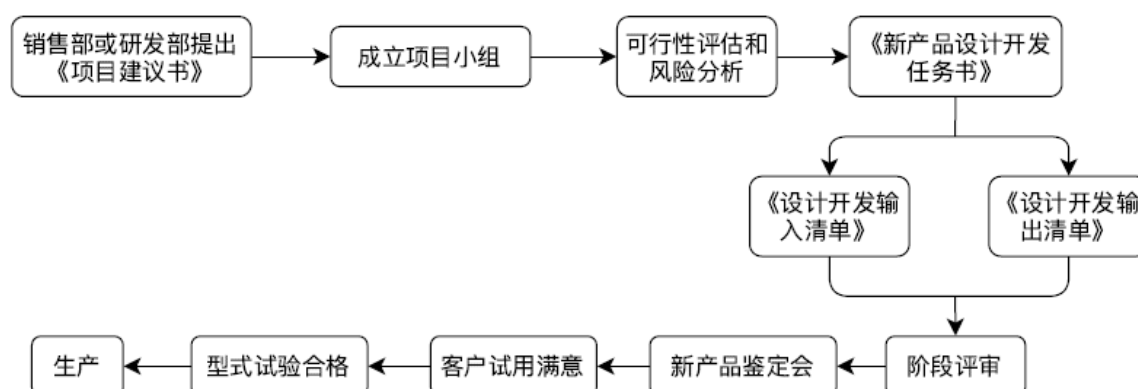 销售部或研发部提出
《项目建议书》
成立项目小组
可行性评估和
风险分析
《新产品设计开发
任务书》
《设计开发输
入清单》
《设计开发输
出清单》
阶段评审
新产品鉴定会
客户试用满意
型式试验合格
生产